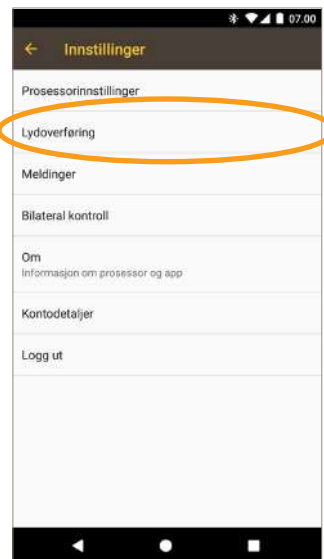 07.00
Innstillinger
Prosessorinnstillinger
Lydoverføring
Meldinger
Bilateral kontroll
Om
Informasjon om prosessor og app
Kontodetaljer
Logg ut